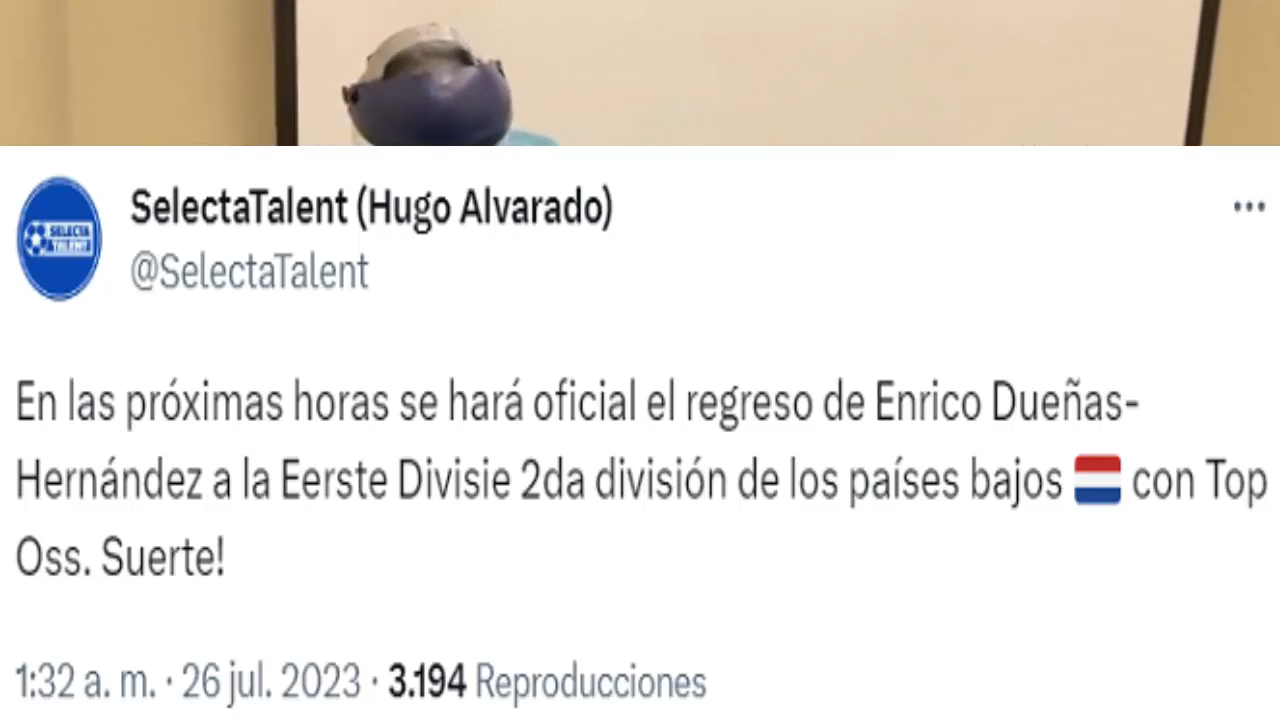 SELECTA
TALENT
SelectaTalent (Hugo Alvarado)
@SelectaTalent
En las próximas horas se hará oficial el regreso de Enrico Dueñas-
Hernández a la Eerste Divisie 2da división de los países bajos 🇳🇱 con Top
Oss. Suerte!
1:32 a. m. · 26 jul. 2023 · 3.194 Reproducciones